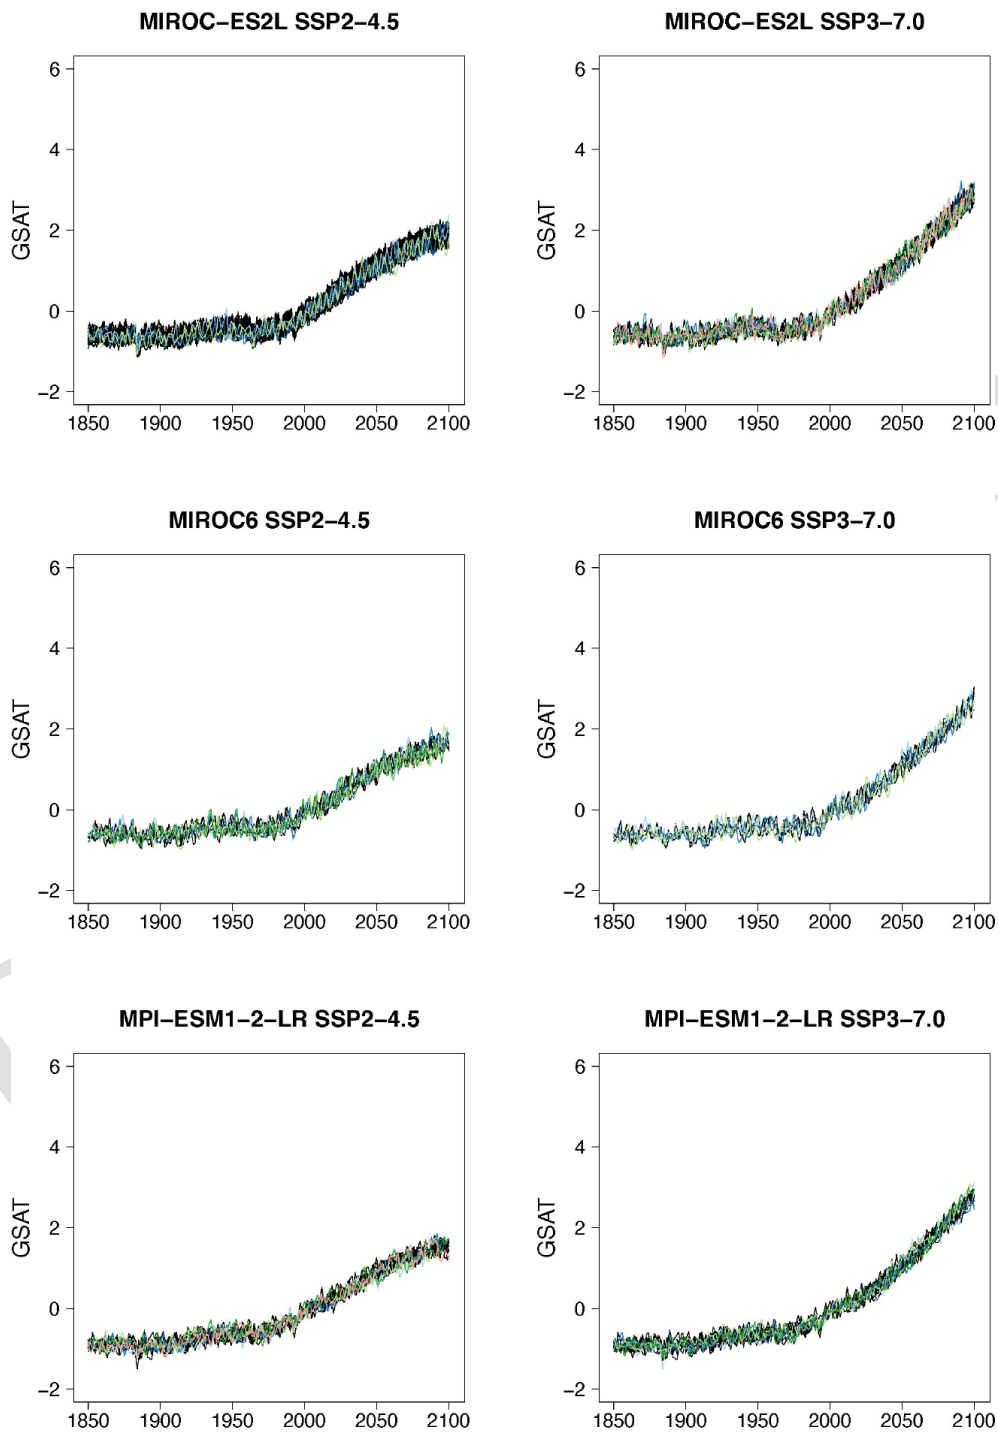 MIROC−ES2L SSP2−4.5
MIROC−ES2L SSP3−7.0
GSAT
6
4
2
0
−2
1850 1900 1950 2000 2050 2100
GSAT
6
4
2
0
−2
1850 1900 1950 2000 2050 2100
MIROC6 SSP2−4.5
MIROC6 SSP3−7.0
GSAT
6
4
2
0
−2
1850 1900 1950 2000 2050 2100
GSAT
6
4
2
0
−2
1850 1900 1950 2000 2050 2100
MPI−ESM1−2−LR SSP2−4.5
MPI−ESM1−2−LR SSP3−7.0
GSAT
6
4
2
0
−2
1850 1900 1950 2000 2050 2100
GSAT
6
4
2
0
−2
1850 1900 1950 2000 2050 2100